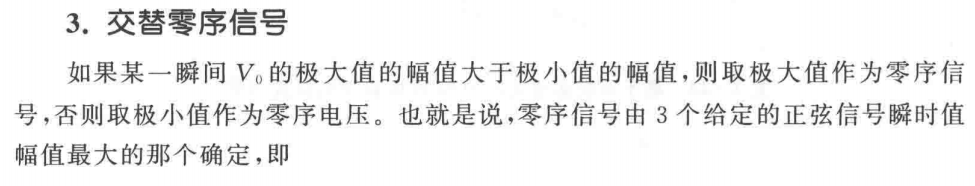 3. 交替零序信号
如果某一瞬间 V₀的极大值的幅值大于极小值的幅值,则取极大值作为零序信
号,否则取极小值作为零序电压。也就是说,零序信号由 3 个给定的正弦信号瞬时值
幅值最大的那个确定,即